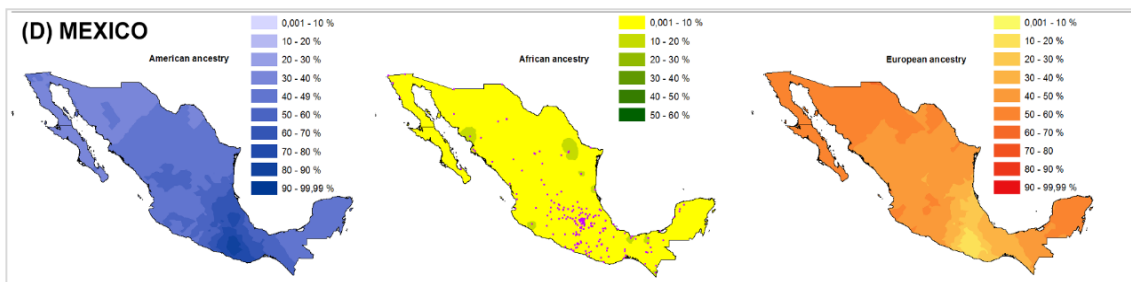 (D) MEXICO
American ancestry
0,001 - 10 %
10 - 20 %
20 - 30 %
30 - 40 %
40 - 49 %
50 - 60 %
60 - 70 %
70 - 80 %
80 - 90 %
90 - 99,99 %
African ancestry
0,001 - 10 %
10 - 20 %
20 - 30 %
30 - 40 %
40 - 50 %
50 - 60 %
European ancestry
0,001 - 10 %
10 - 20 %
20 - 30 %
30 - 40 %
40 - 50 %
50 - 60 %
60 - 70 %
70 - 80
80 - 90 %
90 - 99,99 %